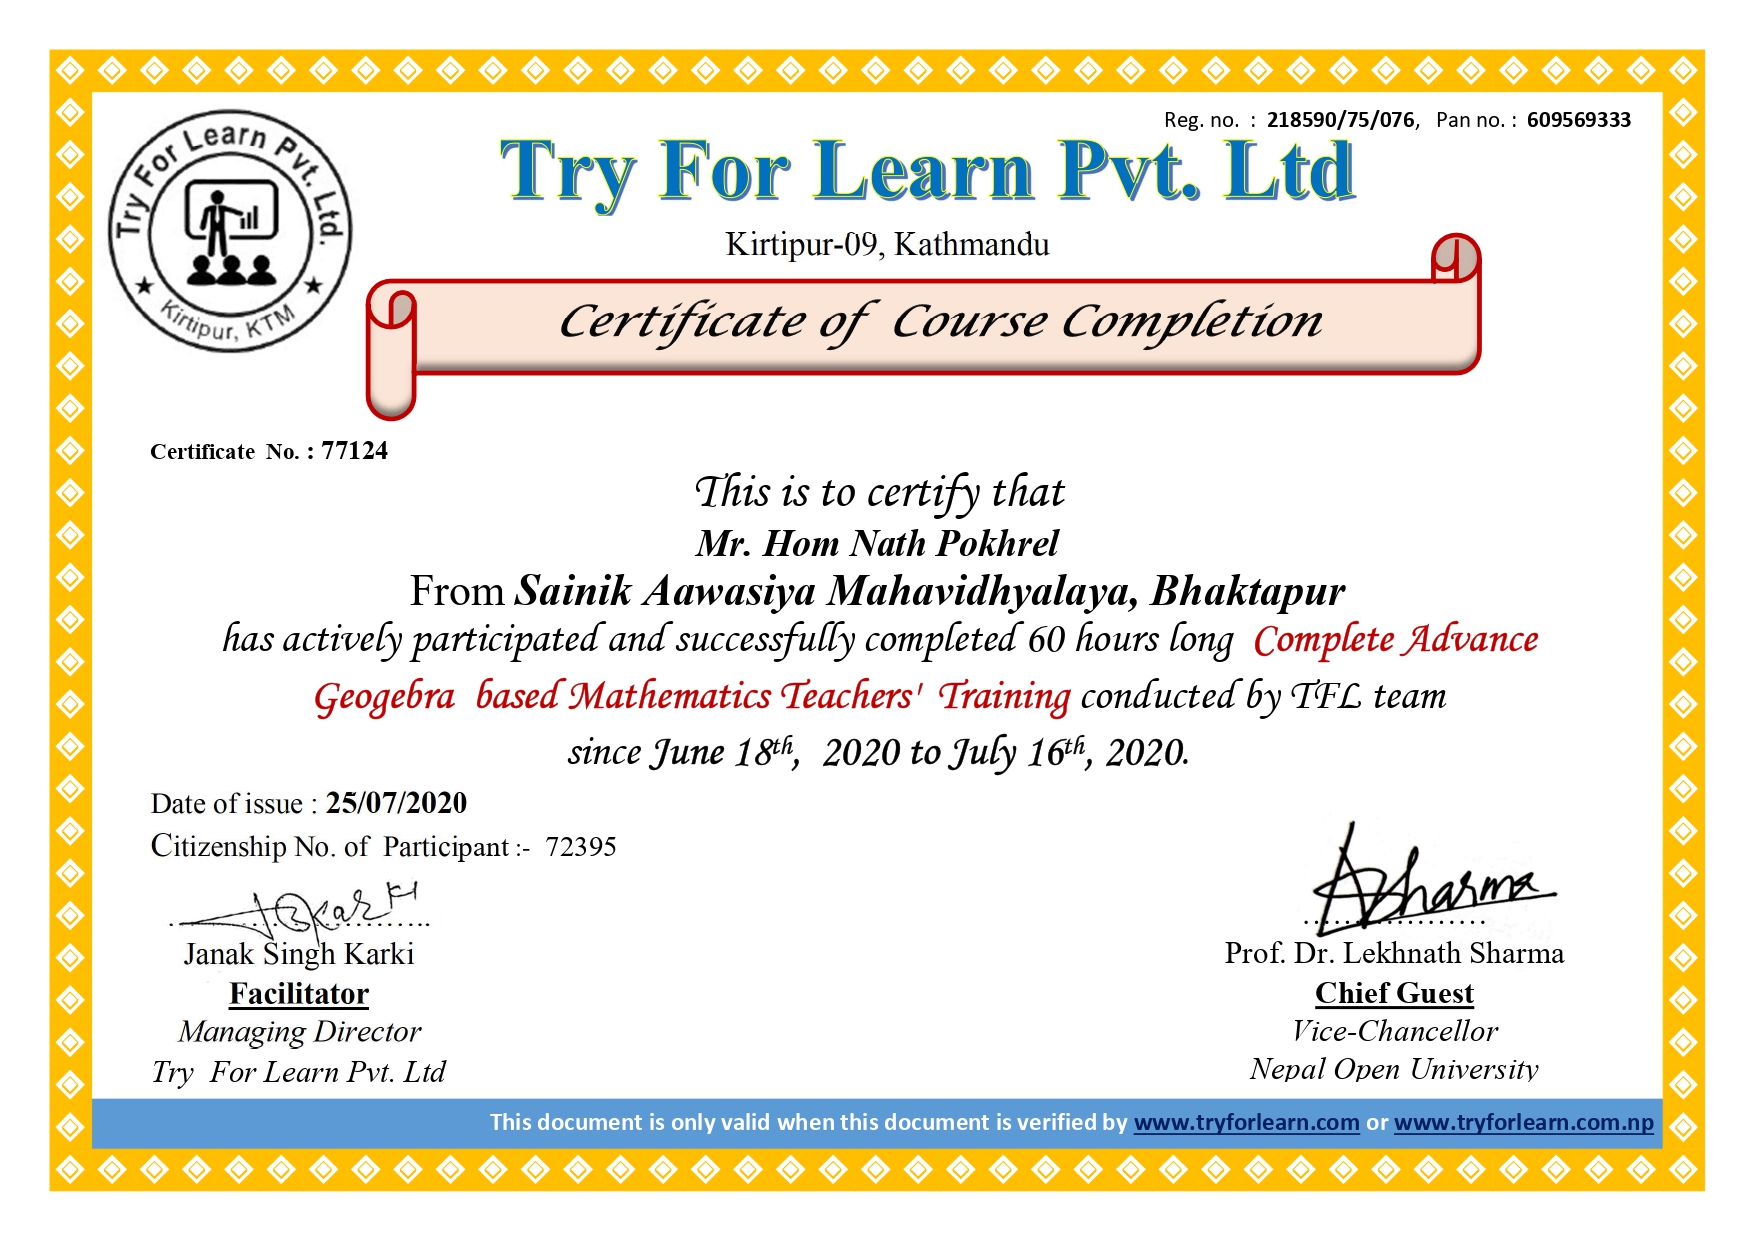 Reg. no. : 218590/75/076, Pan no. : 609569333
Try For Learn Pvt. Ltd.
Kirtipur, KTM
Try For Learn Pvt. Ltd
Kirtipur-09, Kathmandu
Certificate of Course Completion
Certificate No. : 77124
This is to certify that
Mr. Hom Nath Pokhrel
From Sainik Aawasiya Mahavidhyalaya, Bhaktapur
has actively participated and successfully completed 60 hours long Complete Advance
Geogebra based Mathematics Teachers' Training conducted by TFL team
since June 18th, 2020 to July 16th, 2020.
Date of issue : 25/07/2020
Citizenship No. of Participant :- 72395
Janak Singh Karki
Facilitator
Managing Director
Try For Learn Pvt. Ltd
Prof. Dr. Lekhnath Sharma
Chief Guest
Vice-Chancellor
Nepal Open University
This document is only valid when this document is verified by www.tryforlearn.com or www.tryforlearn.com.np